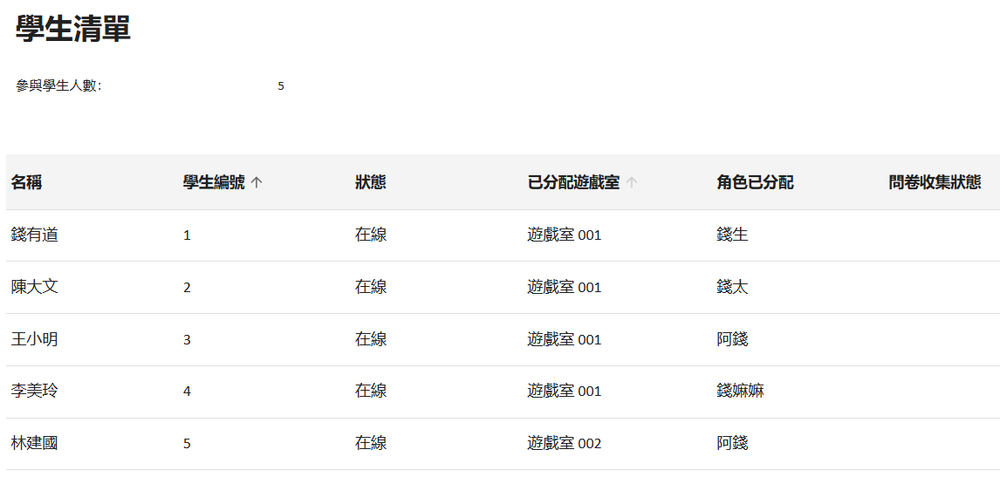 學生清單
參與學生人數: 5
名稱 學生編號 ↑ 狀態 已分配遊戲室 ↑ 角色已分配 問卷收集狀態
錢有道 1 在線 遊戲室 001 錢生
陳大文 2 在線 遊戲室 001 錢太
王小明 3 在線 遊戲室 001 阿錢
李美玲 4 在線 遊戲室 001 錢嫲嫲
林建國 5 在線 遊戲室 002 阿錢